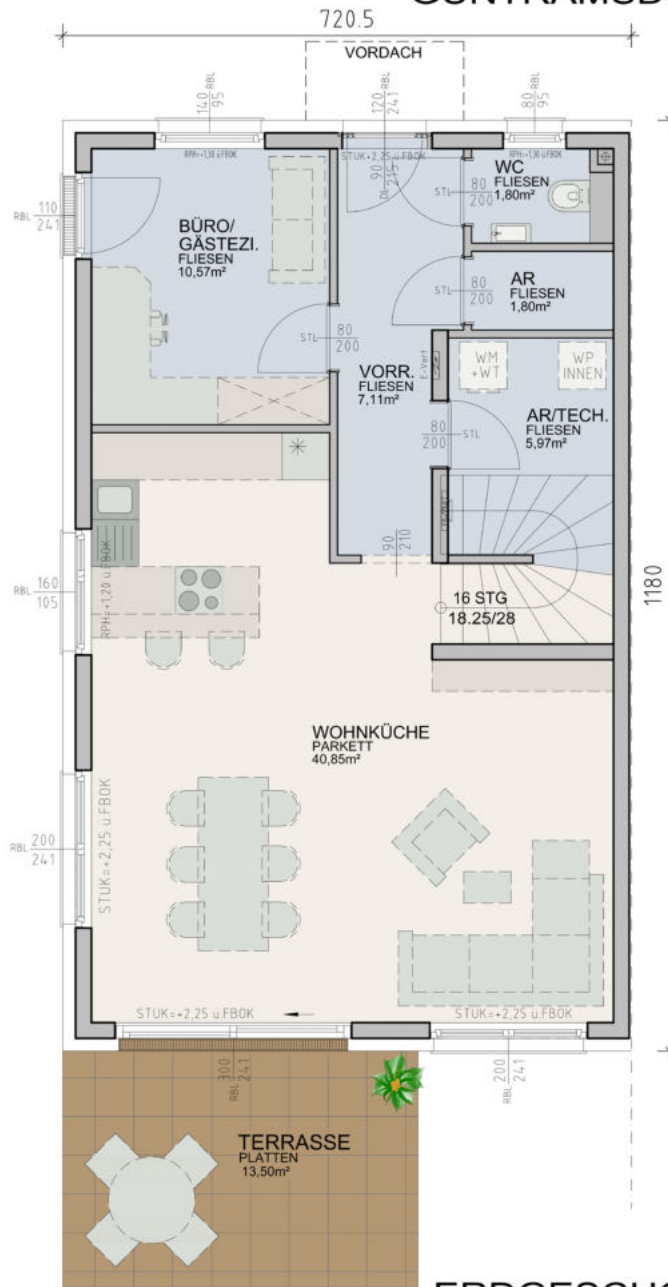 720.5
VORDACH
140
95
RBL
120
241
RBL
80
95
RBL
RPH=+1,30 ü.FBOK
STUK=+2,25 ü.FBOK
RPH=+1,30 ü.FBOK
WC
FLIESEN
1,80m²
90
215
DL
80
200
STL
RBL
110
241
BÜRO/
GÄSTEZI.
FLIESEN
10,57m²
AR
FLIESEN
1,80m²
STL
80
200
STL
80
200
VORR.
FLIESEN
7,11m²
E-Vert
WM
+WT
WP
INNEN
AR/TECH.
FLIESEN
5,97m²
80
200
STL
90
210
RBL
160
105
RPH=+1,20 ü.FBOK
16 STG
18.25/28
1180
WOHNKÜCHE
PARKETT
40,85m²
RBL
200
241
STUK=+2,25 ü.FBOK
STUK=+2,25 ü.FBOK
STUK=+2,25 ü.FBOK
300
241
RBL
200
241
RBL
TERRASSE
PLATTEN
13,50m²